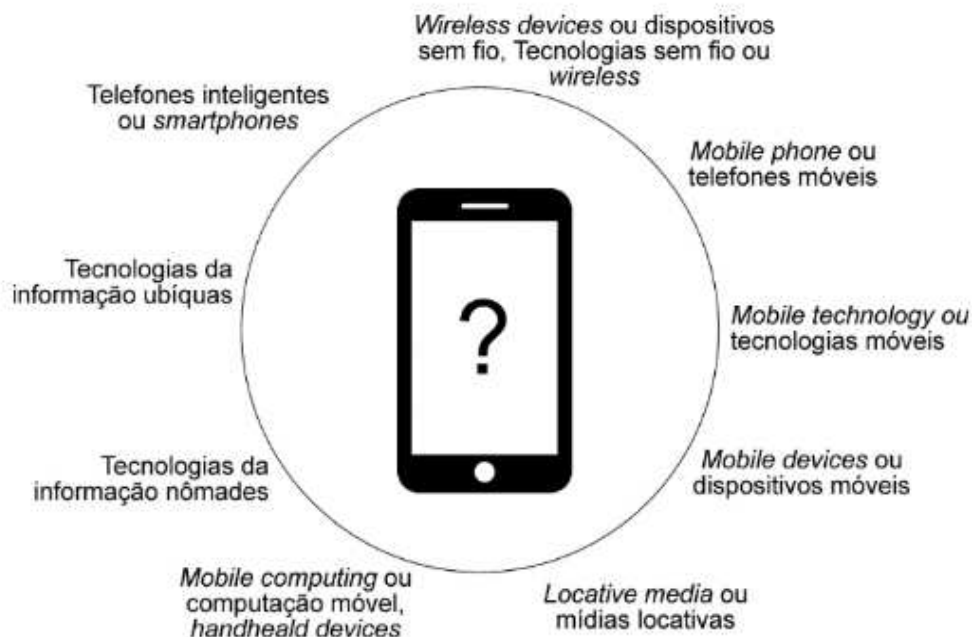 Wireless devices ou dispositivos
sem fio, Tecnologias sem fio ou
wireless
Telefones inteligentes
ou smartphones
Mobile phone ou
telefones móveis
Tecnologias da
informação ubíquas
?
Mobile technology ou
tecnologias móveis
Tecnologias da
informação nômades
Mobile devices ou
dispositivos móveis
Mobile computing ou
computação móvel,
handheald devices
Locative media ou
mídias locativas